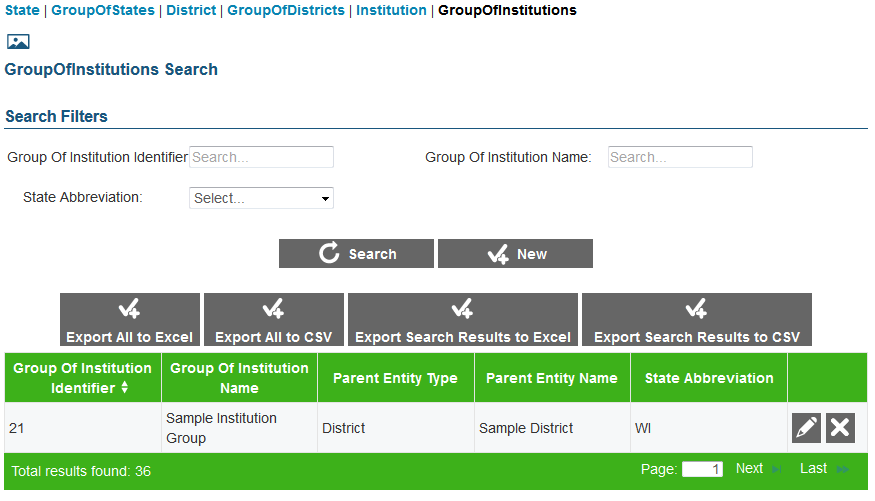 State | GroupOfStates | District | GroupOfDistricts | Institution | GroupOfInstitutions
GroupOfInstitutions Search
Search Filters
Group Of Institution Identifier Search... Group Of Institution Name: Search...
State Abbreviation: Select...
Search New
Export All to Excel Export All to CSV Export Search Results to Excel Export Search Results to CSV
Group Of Institution Identifier Group Of Institution Name Parent Entity Type Parent Entity Name State Abbreviation
21 Sample Institution Group District Sample District WI
Total results found: 36 Page: 1 Next Last